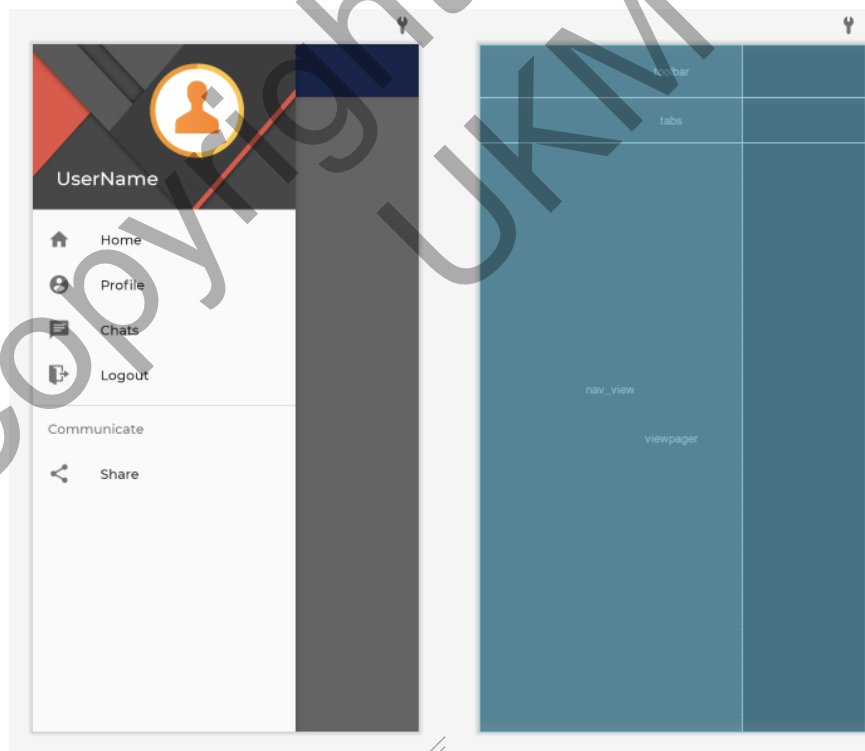 UserName
Home
Profile
Chats
Logout
Communicate
Share
toolbar
tabs
nav_view
viewpager
Copyright
UKM